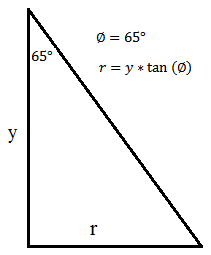 ∅ = 65°
65°
r = y * tan (∅)
y
r